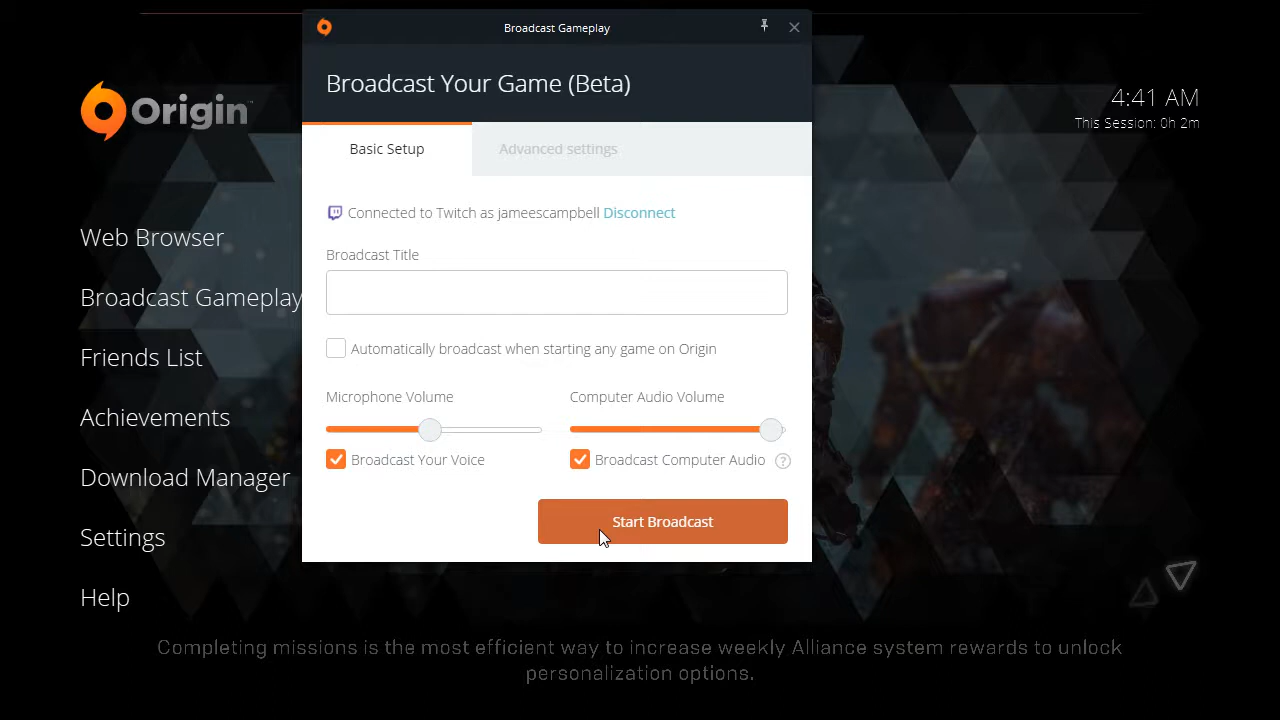 Broadcast Gameplay
Broadcast Your Game (Beta)
Origin™
4:41 AM
This Session: 0h 2m
Basic Setup
Advanced settings
Connected to Twitch as jameescampbell Disconnect
Web Browser
Broadcast Title
Broadcast Gameplay
Automatically broadcast when starting any game on Origin
Friends List
Microphone Volume
Computer Audio Volume
Achievements
Broadcast Your Voice
Broadcast Computer Audio ?
Download Manager
Start Broadcast
Settings
Help
Completing missions is the most efficient way to increase weekly Alliance system rewards to unlock
personalization options.